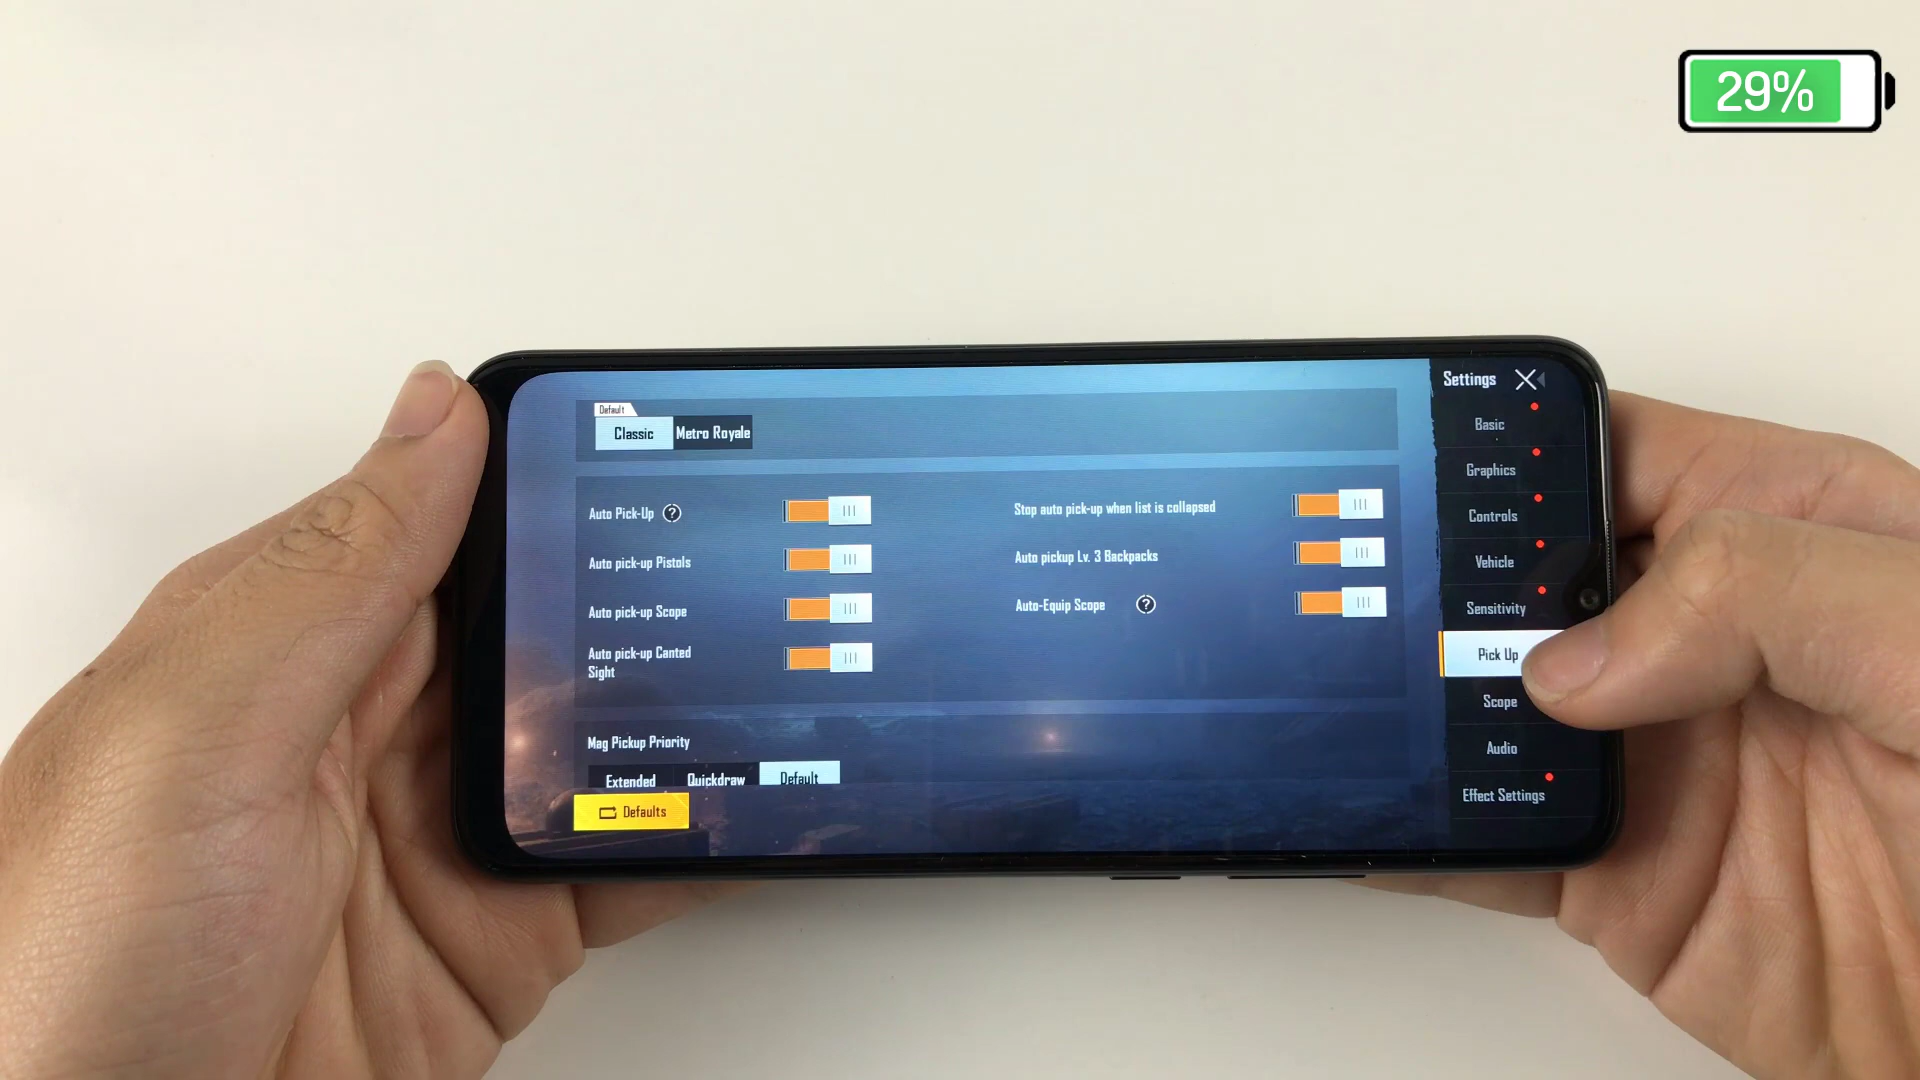 29%
Settings
Default
Classic
Metro Royale
Auto Pick-Up ?
Stop auto pick-up when list is collapsed
Auto pick-up Pistols
Auto pickup Lv. 3 Backpacks
Auto pick-up Scope
Auto-Equip Scope ?
Auto pick-up Canted
Sight
Mag Pickup Priority
Extended
Quickdraw
Default
Defaults
Basic
Graphics
Controls
Vehicle
Sensitivity
Pick Up
Scope
Audio
Effect Settings